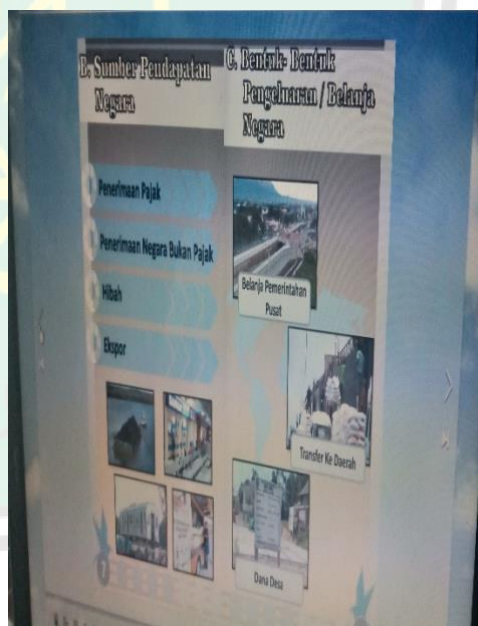 B. Sumber Pendapatan
Negara
Penerimaan Pajak
Penerimaan Negara Bukan Pajak
Hibah
Ekspor
C. Bentuk- Bentuk
Pengeluaran / Belanja
Negara
Belanja Pemerintahan
Pusat
Transfer Ke Daerah
Dana Desa